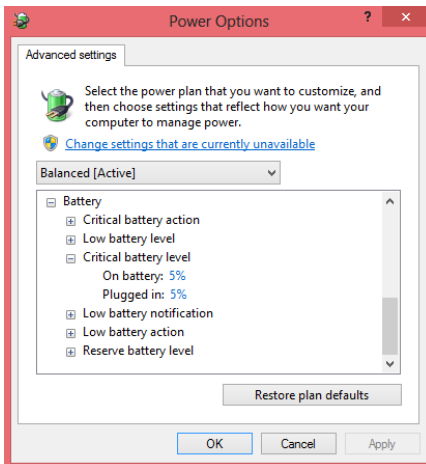 Power Options
?
Advanced settings
Select the power plan that you want to customize, and
then choose settings that reflect how you want your
computer to manage power.
Change settings that are currently unavailable
Balanced [Active]
Battery
Critical battery action
Low battery level
Critical battery level
On battery: 5%
Plugged in: 5%
Low battery notification
Low battery action
Reserve battery level
Restore plan defaults
OK Cancel Apply